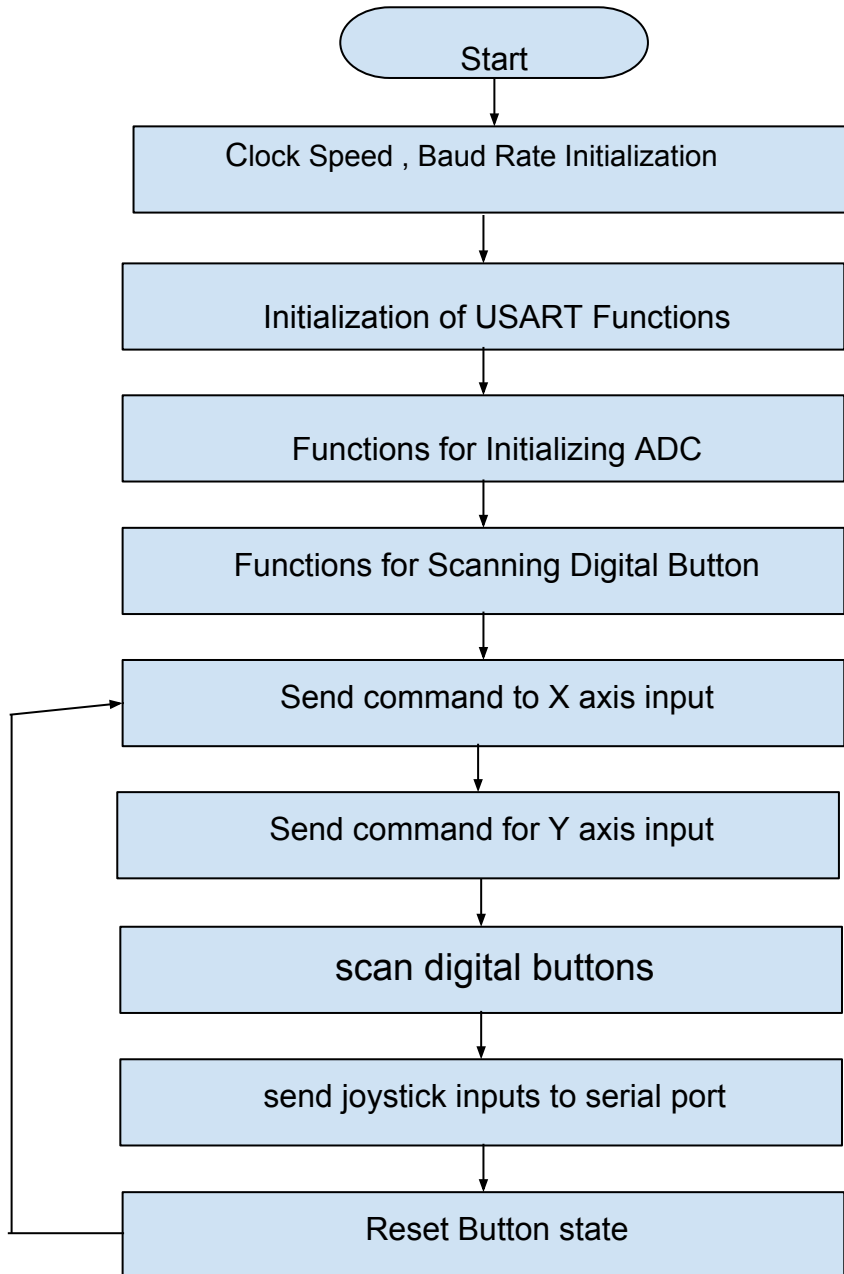 Start
Clock Speed , Baud Rate Initialization
Initialization of USART Functions
Functions for Initializing ADC
Functions for Scanning Digital Button
Send command to X axis input
Send command for Y axis input
scan digital buttons
send joystick inputs to serial port
Reset Button state